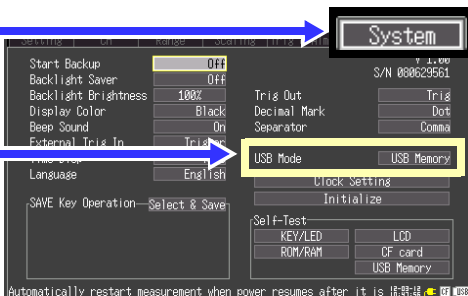 System
Setting CH Range Scaling Trig
Start Backup Off V 1.00
S/N 080629561
Backlight Saver Off
Backlight Brightness 100% Trig Out Trig
Display Color Black Decimal Mark Dot
Beep Sound On Separator Comma
External Trig In
USB Mode USB Memory
Language English
Clock Setting
Initialize
SAVE Key Operation Select & Save
Self-Test
KEY/LED LCD
ROM/RAM CF card
USB Memory
Automatically restart measurement when power resumes after it is